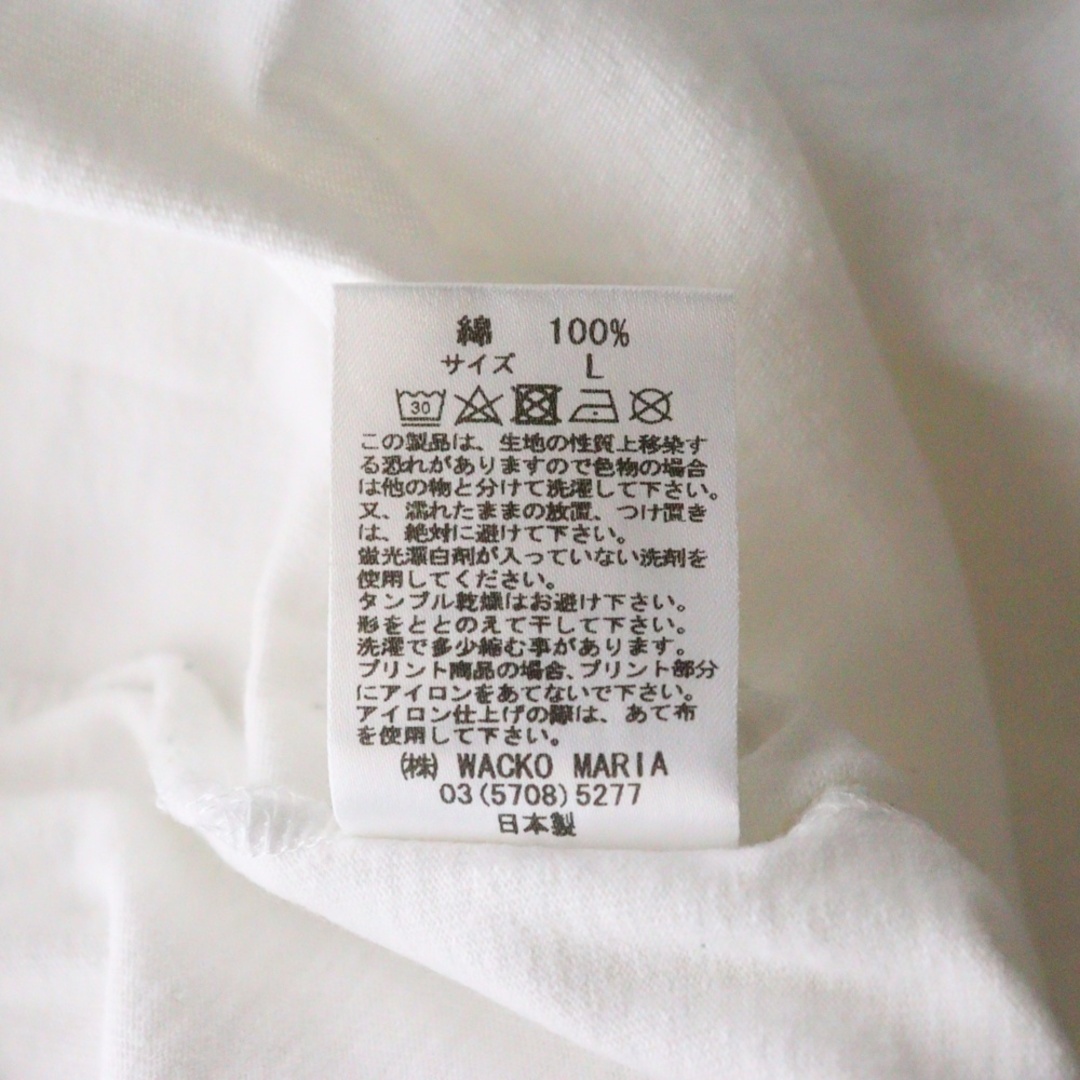 綿 100%
サイズ L
30
この製品は、生地の性質上移染す
る恐れがありますので色物の場合
は他の物と分けて洗濯して下さい。
又、濡れたままの放置、つけ置き
は、絶対に避けて下さい。
蛍光漂白剤が入っていない洗剤を
使用してください。
タンブル乾燥はお避け下さい。
形をととのえて干して下さい。
洗濯で多少縮む事があります。
プリント商品の場合、プリント部分
にアイロンをあてないで下さい。
アイロン仕上げの際は、あて布
を使用して下さい。
(株) WACKO MARIA
03(5708)5277
日本製